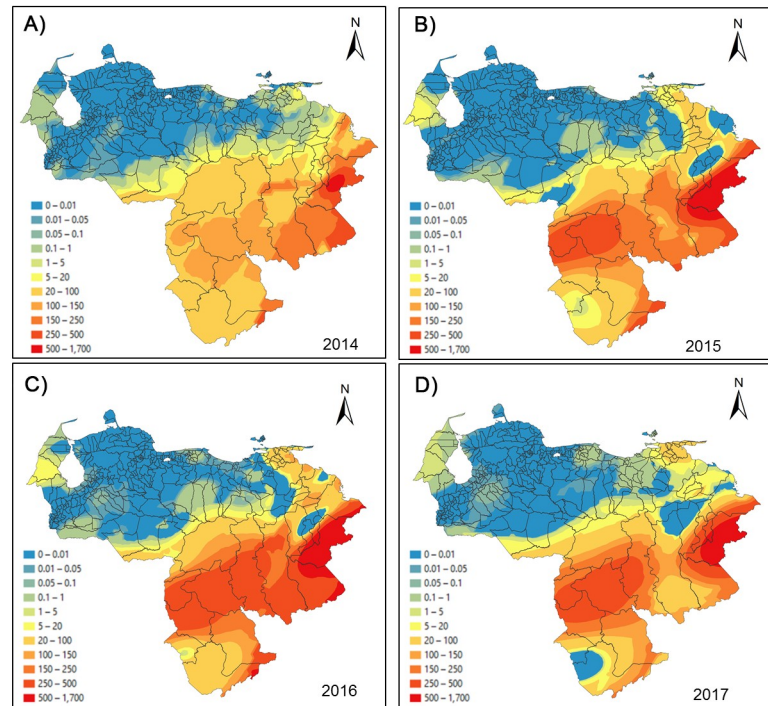 A)
N
0 – 0.01
0.01 – 0.05
0.05 – 0.1
0.1 – 1
1 – 5
5 – 20
20 – 100
100 – 150
150 – 250
250 – 500
500 – 1,700
2014
B)
N
0 – 0.01
0.01 – 0.05
0.05 – 0.1
0.1 – 1
1 – 5
5 – 20
20 – 100
100 – 150
150 – 250
250 – 500
500 – 1,700
2015
C)
N
0 – 0.01
0.01 – 0.05
0.05 – 0.1
0.1 – 1
1 – 5
5 – 20
20 – 100
100 – 150
150 – 250
250 – 500
500 – 1,700
2016
D)
N
0 – 0.01
0.01 – 0.05
0.05 – 0.1
0.1 – 1
1 – 5
5 – 20
20 – 100
100 – 150
150 – 250
250 – 500
500 – 1,700
2017